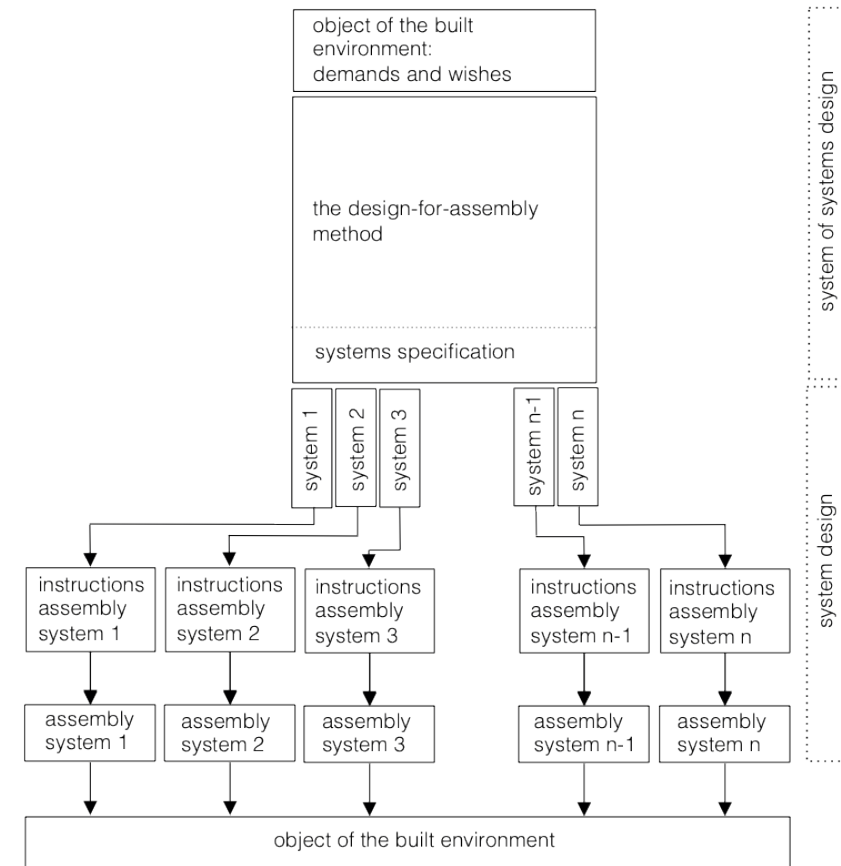 object of the built
environment:
demands and wishes
the design-for-assembly
method
systems specification
system of systems design
system 1
system 2
system 3
system n-1
system n
system design
instructions
assembly
system 1
instructions
assembly
system 2
instructions
assembly
system 3
instructions
assembly
system n-1
instructions
assembly
system n
assembly
system 1
assembly
system 2
assembly
system 3
assembly
system n-1
assembly
system n
object of the built environment